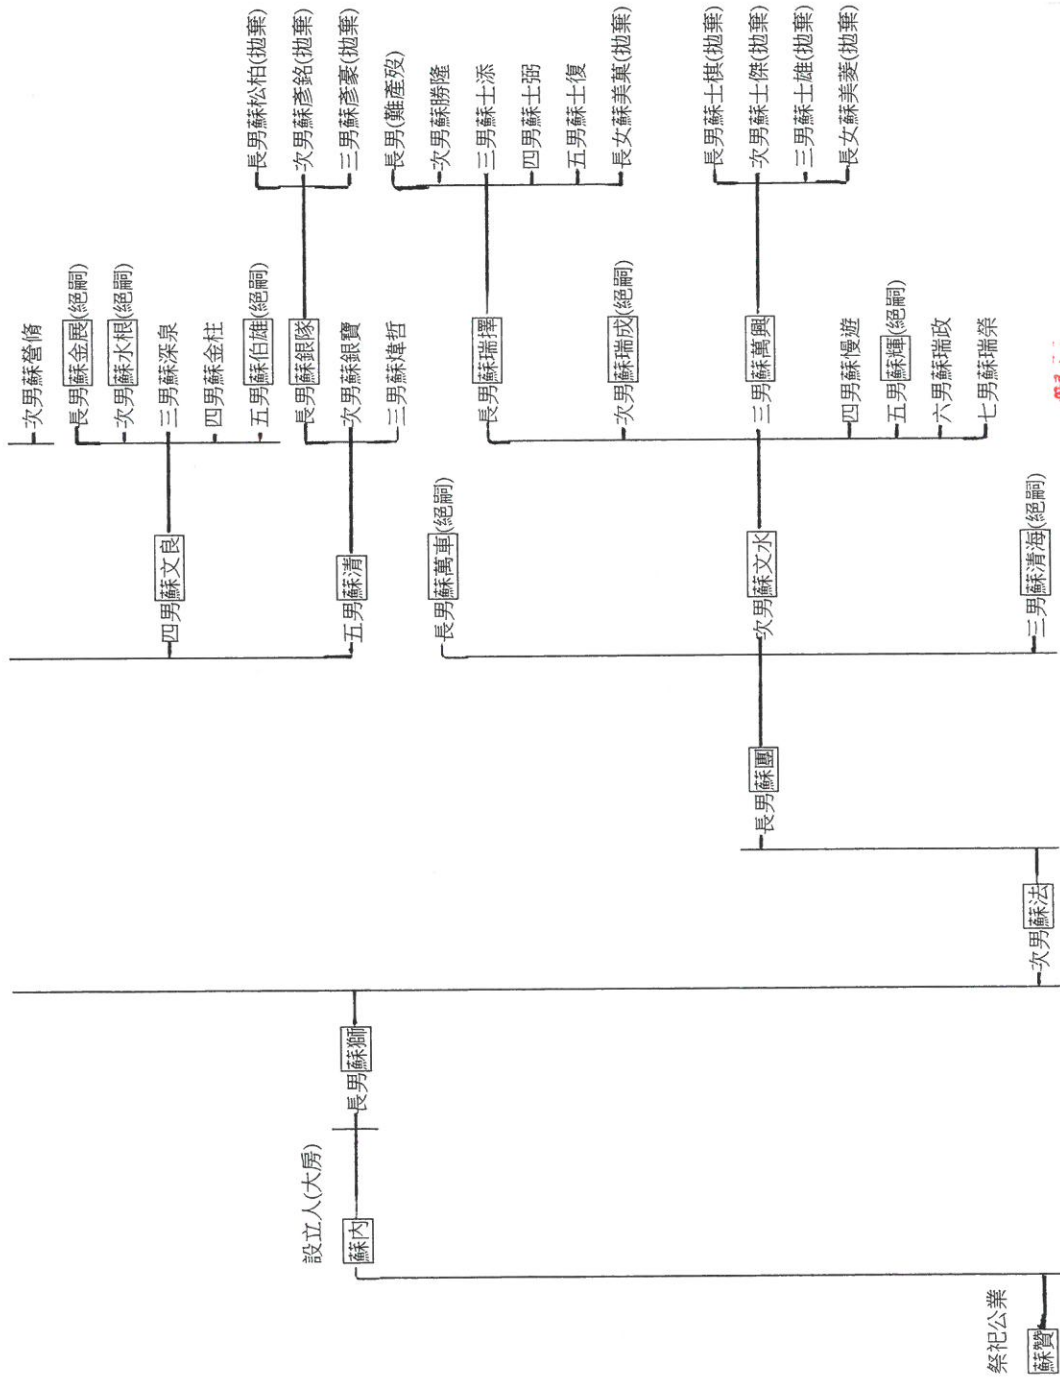 祭祀公業
蘇贊
設立人(大房)
蘇內
長男蘇獅
次男蘇法
長男蘇團
四男蘇文良
五男蘇清
長男蘇萬車(絕嗣)
次男蘇文水
三男蘇清海(絕嗣)
次男蘇營脩
長男蘇金展(絕嗣)
次男蘇水根(絕嗣)
三男蘇深泉
四男蘇金柱
五男蘇伯雄(絕嗣)
長男蘇銀隊
次男蘇銀寶
三男蘇煒哲
長男蘇瑞擇
次男蘇瑞成(絕嗣)
三男蘇萬興
四男蘇慢遊
五男蘇輝(絕嗣)
六男蘇瑞政
七男蘇瑞榮
長男蘇松柏(拋棄)
次男蘇彥銘(拋棄)
三男蘇彥豪(拋棄)
長男(難產歿)
次男蘇勝隆
三男蘇士添
四男蘇士弼
五男蘇士復
長女蘇美菓(拋棄)
長男蘇士棋(拋棄)
次男蘇士傑(拋棄)
三男蘇士雄(拋棄)
長女蘇美菱(拋棄)